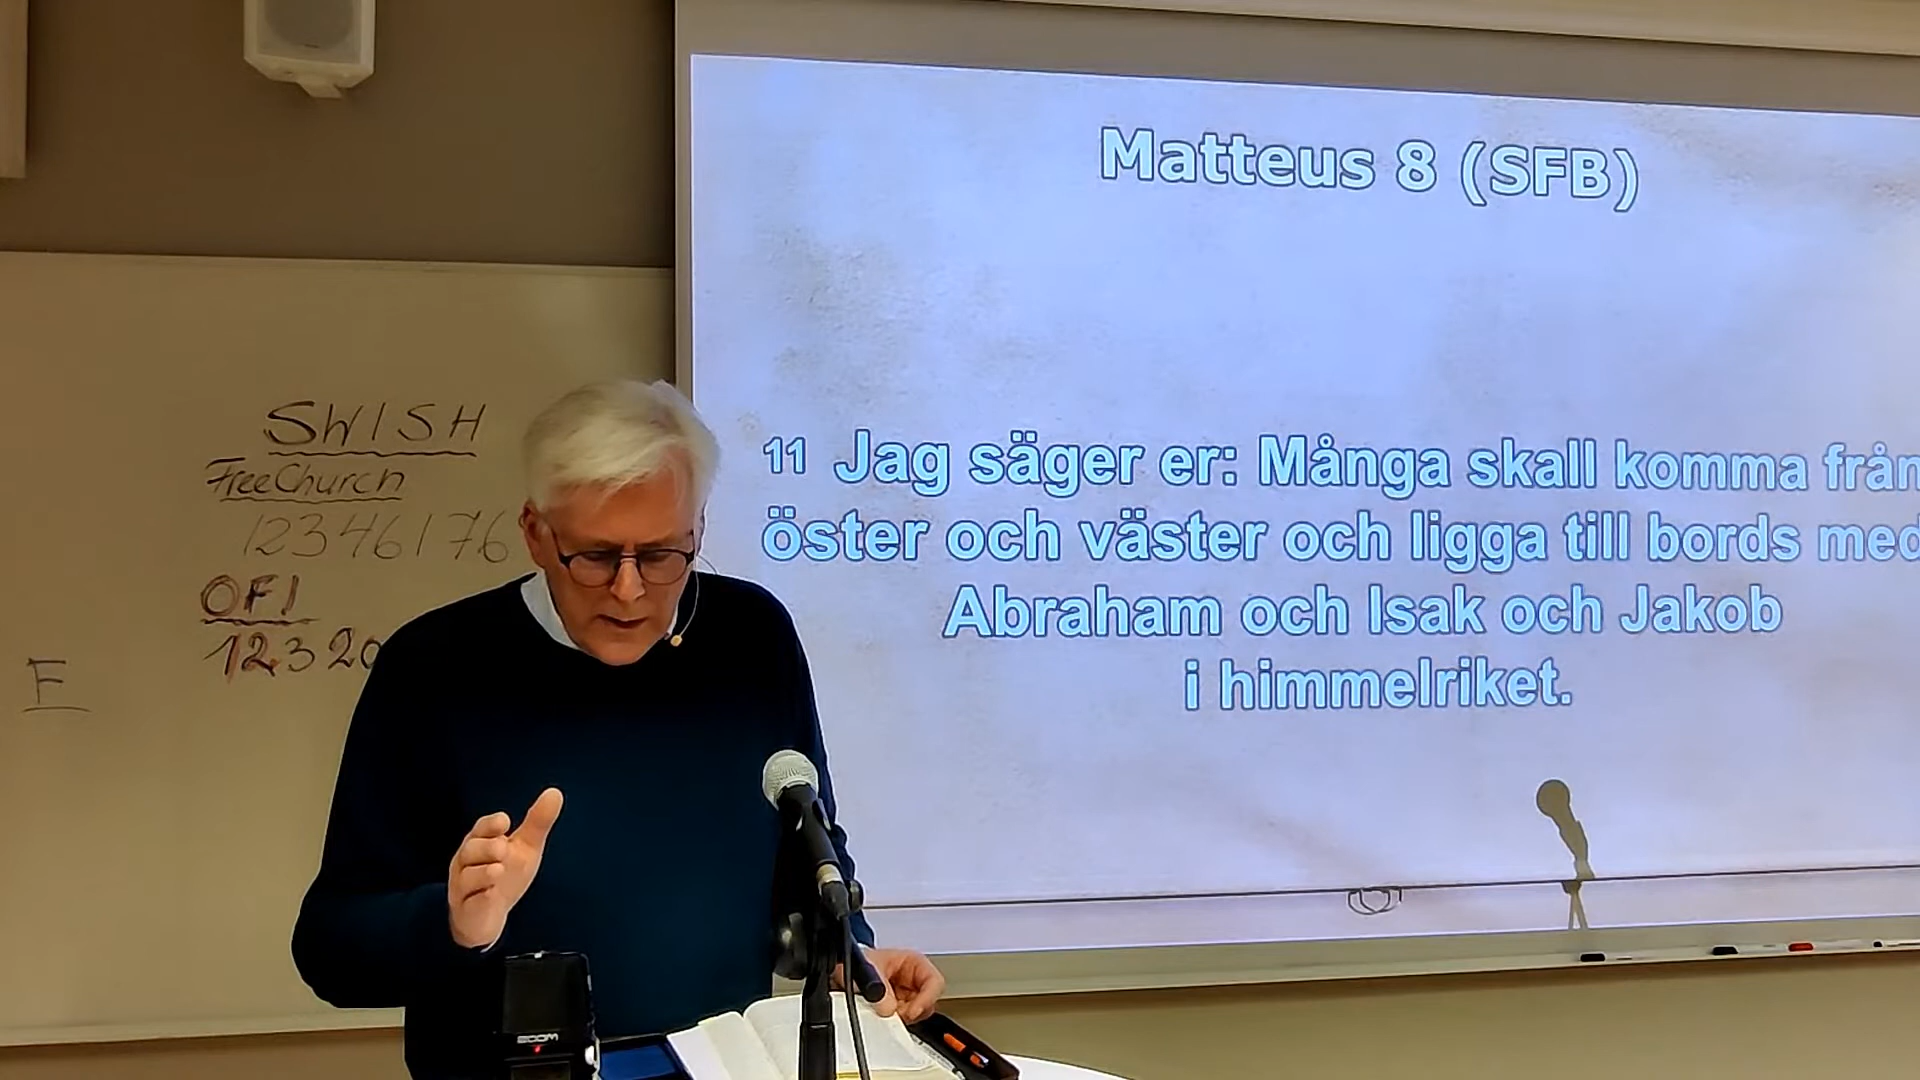 Matteus 8 (SFB)
11 Jag säger er: Många skall komma från
öster och väster och ligga till bords med
Abraham och Isak och Jakob
i himmelriket.
SWISH
FreeChurch
12346176
OFI
12320
F
zoom